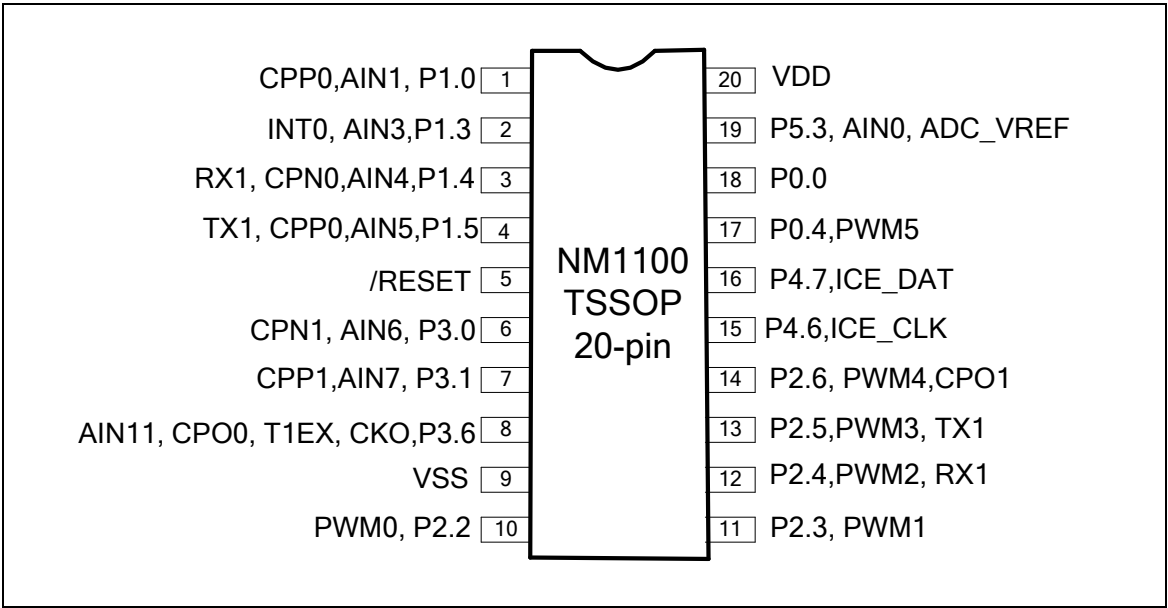 CPP0,AIN1, P1.0 1
INT0, AIN3,P1.3 2
RX1, CPN0,AIN4,P1.4 3
TX1, CPP0,AIN5,P1.5 4
/RESET 5
CPN1, AIN6, P3.0 6
CPP1,AIN7, P3.1 7
AIN11, CPO0, T1EX, CKO,P3.6 8
VSS 9
PWM0, P2.2 10
NM1100
TSSOP
20-pin
20 VDD
19 P5.3, AIN0, ADC_VREF
18 P0.0
17 P0.4,PWM5
16 P4.7,ICE_DAT
15 P4.6,ICE_CLK
14 P2.6, PWM4,CPO1
13 P2.5,PWM3, TX1
12 P2.4,PWM2, RX1
11 P2.3, PWM1